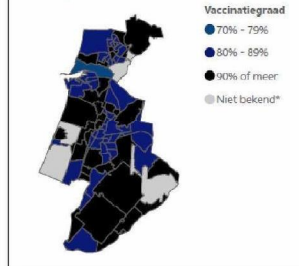 Vaccinatiegraad
70% - 79%
80% - 89%
90% of meer
Niet bekend*